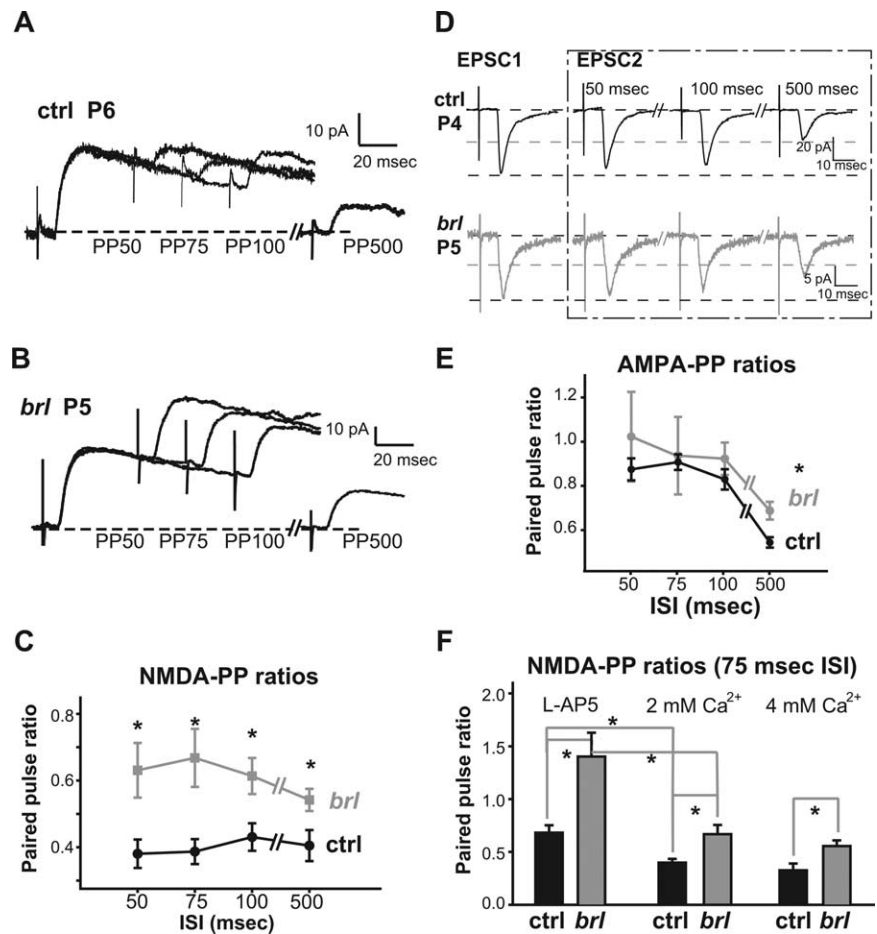 A
ctrl P6
10 pA
20 msec
PP50 PP75 PP100 PP500
B
brl P5
10 pA
20 msec
PP50 PP75 PP100 PP500
C
NMDA-PP ratios
Paired pulse ratio
0.8
0.6
0.4
* * * *
brl
ctrl
50 75 100 500
ISI (msec)
D
EPSC1 EPSC2
ctrl
P4
50 msec 100 msec 500 msec
20 pA
10 msec
brl
P5
5 pA
10 msec
E
AMPA-PP ratios
Paired pulse ratio
1.2
1.0
0.8
0.6
*
brl
ctrl
50 75 100 500
ISI (msec)
F
NMDA-PP ratios (75 msec ISI)
L-AP5 2 mM Ca²⁺ 4 mM Ca²⁺
Paired pulse ratio
2.0
1.5
1.0
0.5
0.0
* * * * *
ctrl brl ctrl brl ctrl brl